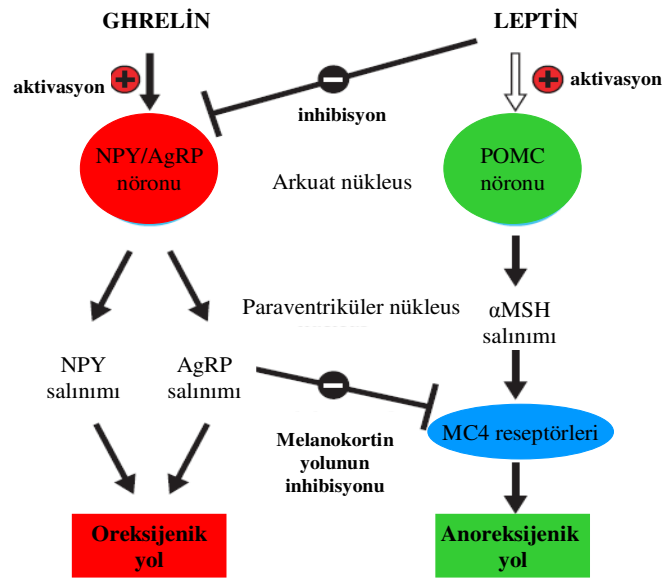 GHRELİN
LEPTİN
aktivasyon
inhibisyon
aktivasyon
NPY/AgRP
nöronu
Arkuat nükleus
POMC
nöronu
Paraventriküler nükleus
αMSH
salınımı
NPY
salınımı
AgRP
salınımı
Melanokortin
yolunun
inhibisyonu
MC4 reseptörleri
Oreksijenik
yol
Anoreksijenik
yol